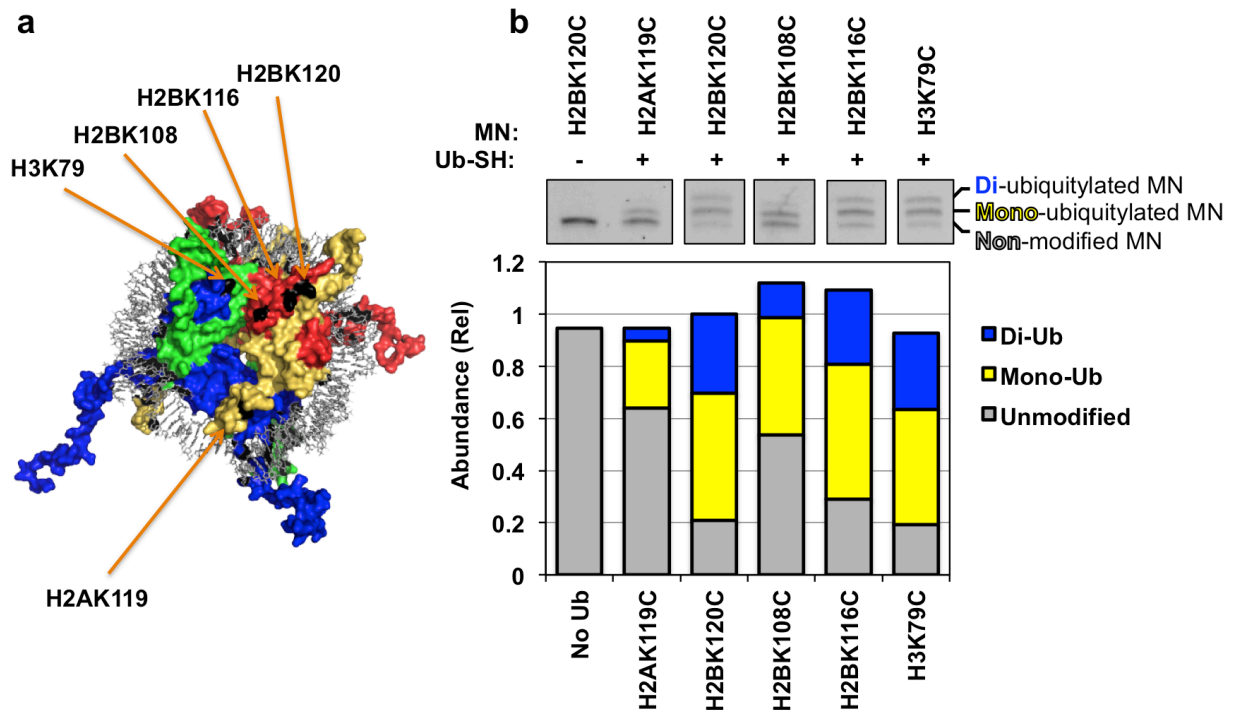 a
H2BK120
H2BK116
H2BK108
H3K79
H2AK119
b
H2BK120C
H2AK119C
H2BK120C
H2BK108C
H2BK116C
H3K79C
MN:
Ub-SH: - + + + + +
Di-ubiquitylated MN
Mono-ubiquitylated MN
Non-modified MN
Abundance (Rel)
1.2
1
0.8
0.6
0.4
0.2
0
Di-Ub
Mono-Ub
Unmodified
No Ub
H2AK119C
H2BK120C
H2BK108C
H2BK116C
H3K79C